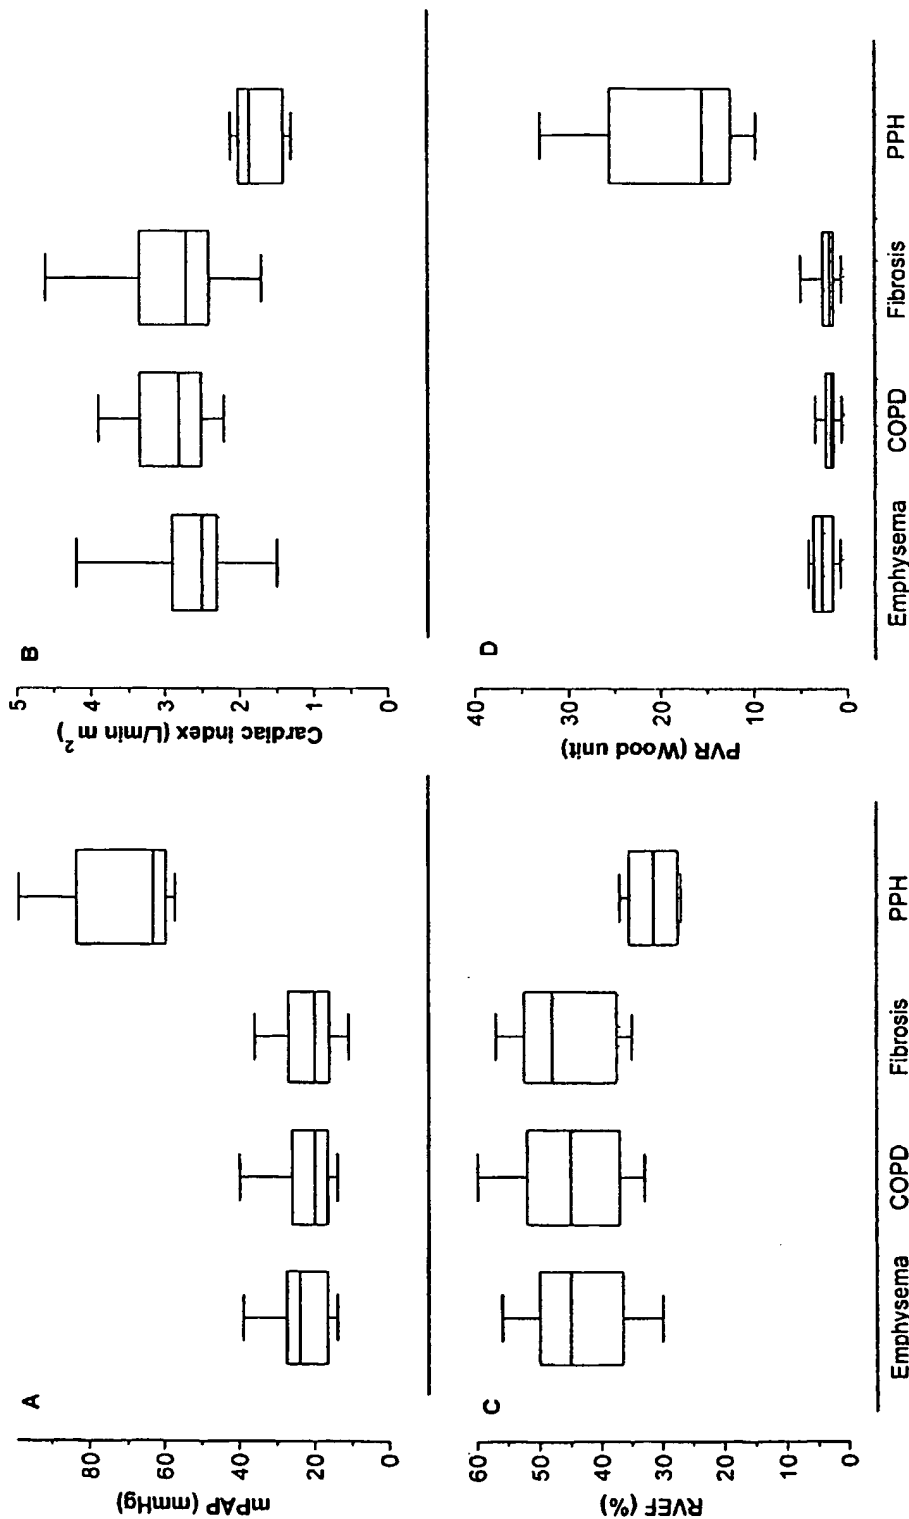 A
mPAP (mmHg)
80
60
40
20
0
B
Cardiac index (L/min m²)
5
4
3
2
1
0
C
RVEF (%)
60
50
40
30
20
10
0
Emphysema COPD Fibrosis PPH
D
PVR (Wood unit)
40
30
20
10
0
Emphysema COPD Fibrosis PPH